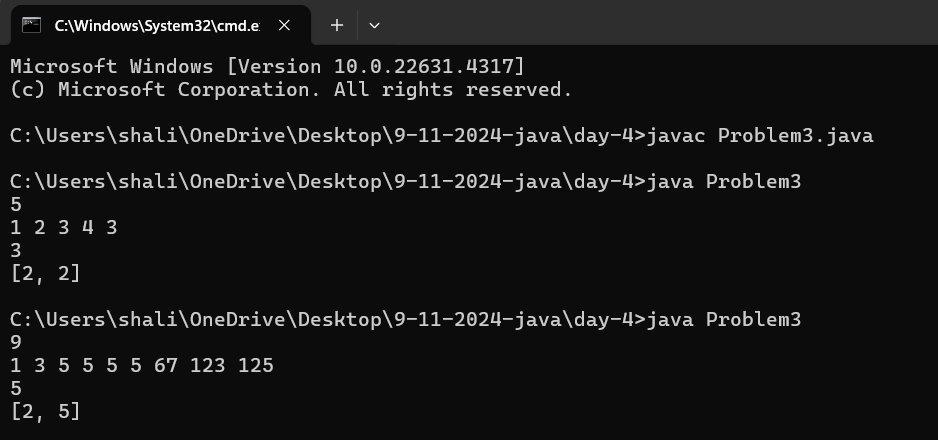 C:\Windows\System32\cmd.e
Microsoft Windows [Version 10.0.22631.4317]
(c) Microsoft Corporation. All rights reserved.
C:\Users\shali\OneDrive\Desktop\9-11-2024-java\day-4>javac Problem3.java
C:\Users\shali\OneDrive\Desktop\9-11-2024-java\day-4>java Problem3
5
1 2 3 4 3
3
[2, 2]
C:\Users\shali\OneDrive\Desktop\9-11-2024-java\day-4>java Problem3
9
1 3 5 5 5 5 67 123 125
5
[2, 5]